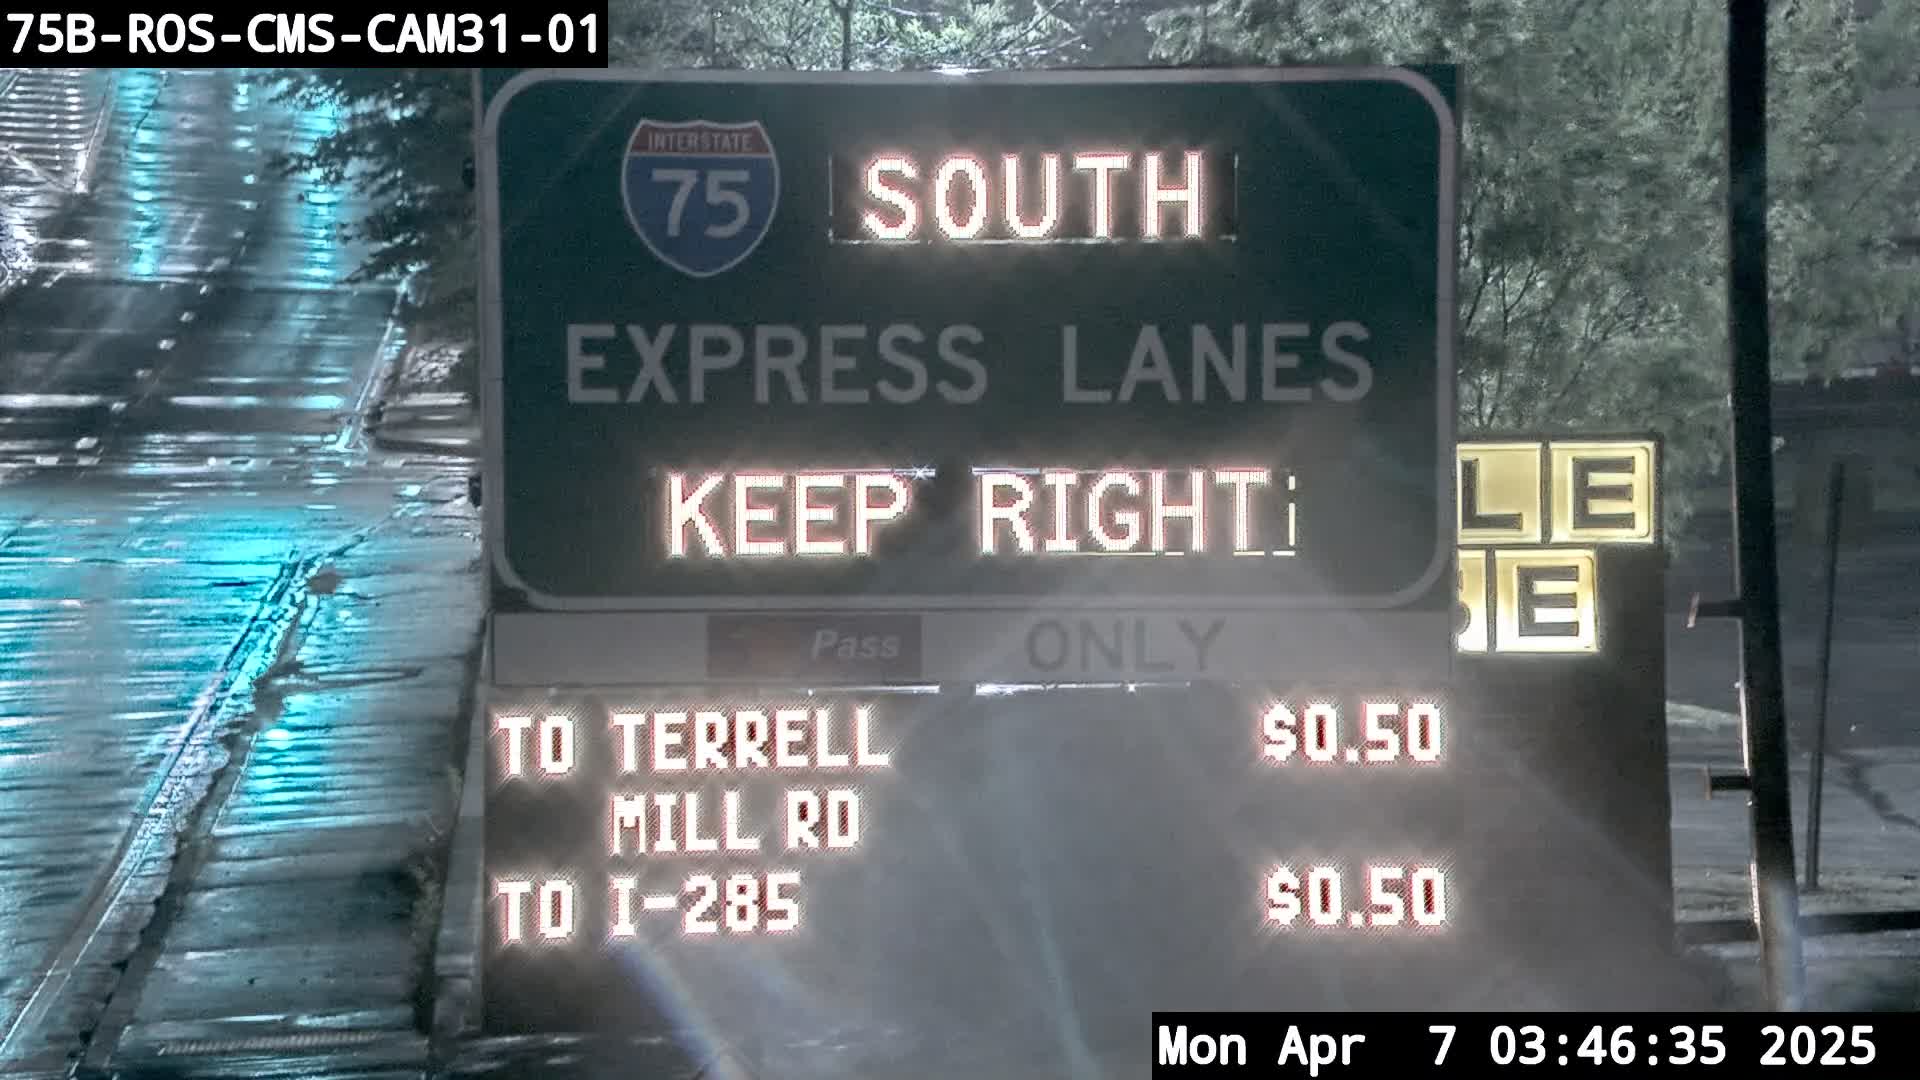 75B-ROS-CMS-CAM31-01
INTERSTATE
75
SOUTH
EXPRESS LANES
KEEP RIGHT
LE
E
Pass ONLY
TO TERRELL $0.50
MILL RD
TO I-285 $0.50
Mon Apr 7 03:46:35 2025